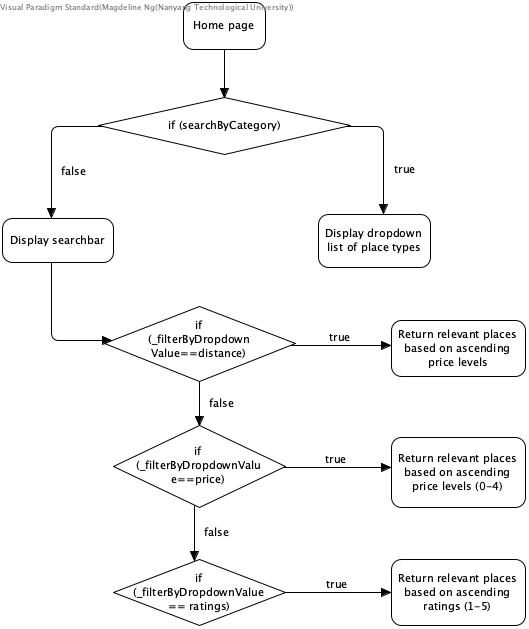 Visual Paradigm Standard(Magdeline Ng(Nanyang Technological University))
Home page
if (searchByCategory)
false
true
Display searchbar
Display dropdown
list of place types
if
(_filterByDropdown
Value==distance)
true
Return relevant places
based on ascending
price levels
false
if
(_filterByDropdownValu
e==price)
true
Return relevant places
based on ascending
price levels (0-4)
false
if
(_filterByDropdownValue
== ratings)
true
Return relevant places
based on ascending
ratings (1-5)